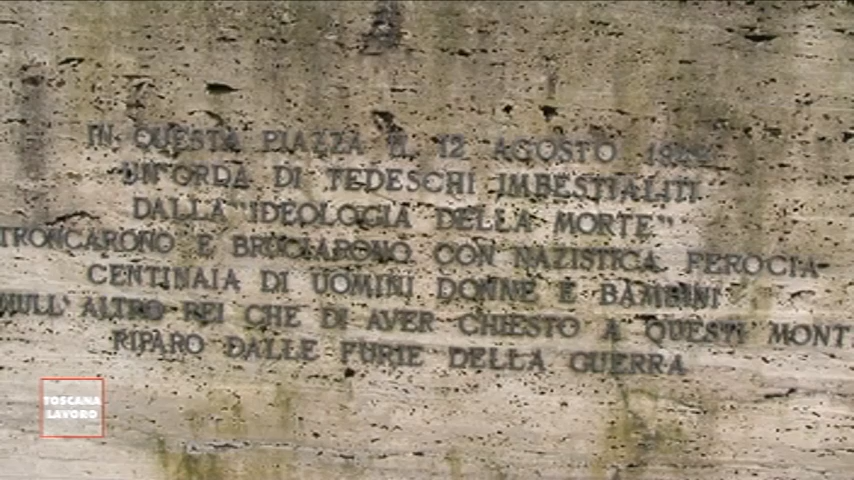 IN QUESTA PIAZZA IL 12 AGOSTO 1944
UN'ORDA DI TEDESCHI IMBESTIALITI
DALLA "IDEOLOGIA DELLA MORTE"
TRONCARONO E BRUCIARONO CON NAZISTICA FEROCIA
CENTINAIA DI UOMINI DONNE E BAMBINI
NULL'ALTRO REI CHE DI AVER CHIESTO A QUESTI MONT
RIPARO DALLE FURIE DELLA GUERRA
TOSCANA
LAVORO